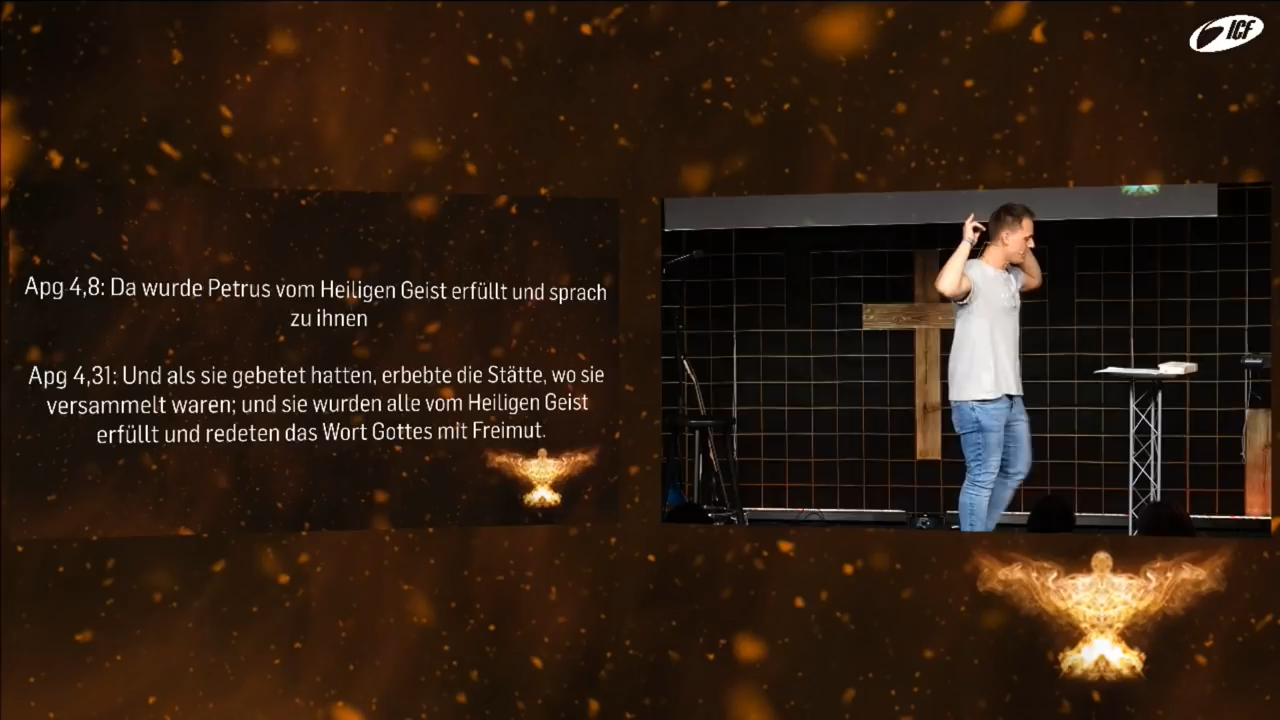 ICF
Apg 4,8: Da wurde Petrus vom Heiligen Geist erfüllt und sprach
zu ihnen
Apg 4,31: Und als sie gebetet hatten, erbebte die Stätte, wo sie
versammelt waren; und sie wurden alle vom Heiligen Geist
erfüllt und redeten das Wort Gottes mit Freimut.